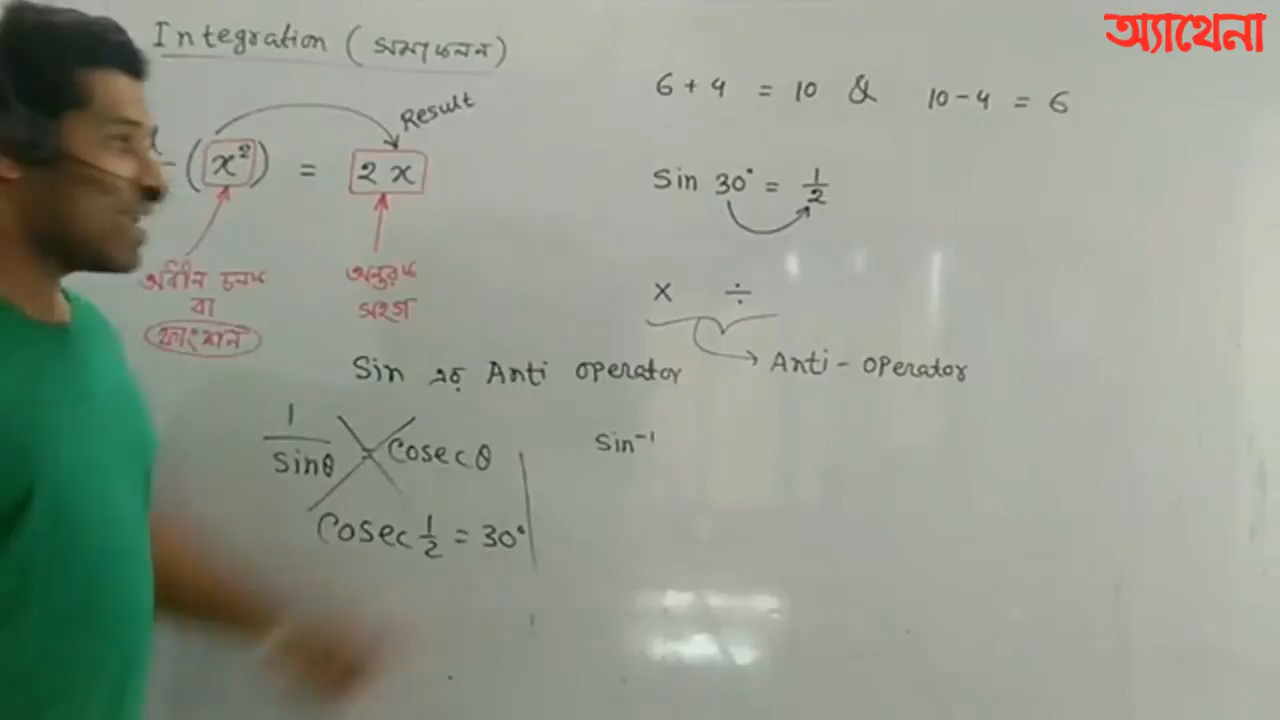 অ্যাথেনা
Integration (সমাকলন)
(x²) = 2x
Result
অধীন চলক
বা
ফাংশন
অন্তরক
সহগ
6 + 4 = 10 & 10 - 4 = 6
Sin 30° = 1/2
× ÷
Anti-operator
Sin এর Anti operator
1/Sinθ = Cosecθ
Cosec 1/2 = 30°
Sin⁻¹